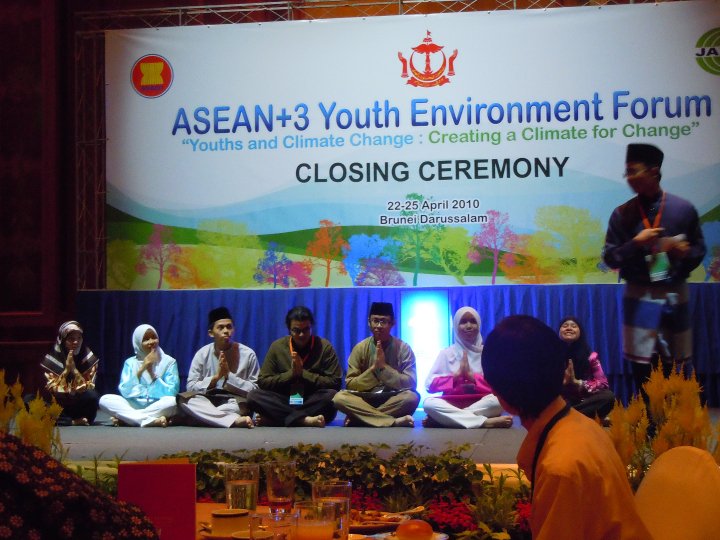 ASEAN+3 Youth Environment Forum
"Youths and Climate Change : Creating a Climate for Change"
CLOSING CEREMONY
22-25 April 2010
Brunei Darussalam